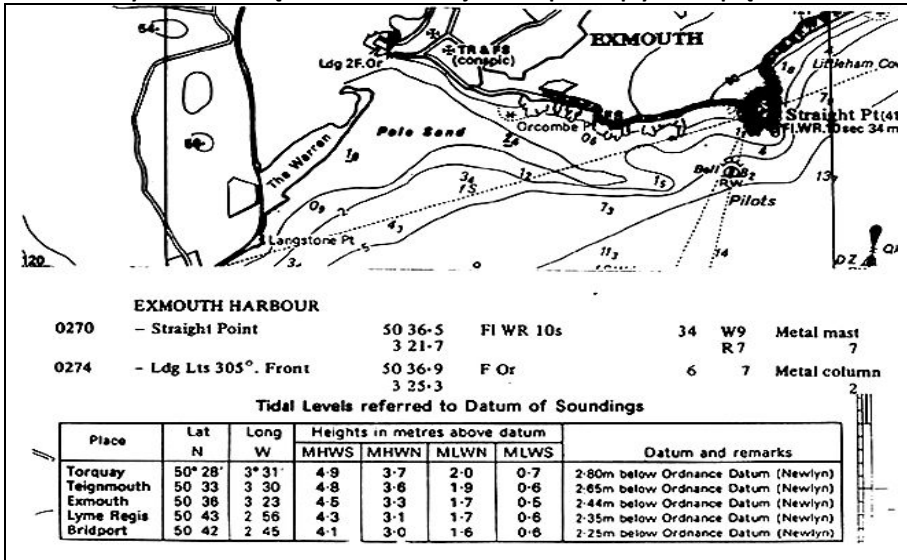 64
EXMOUTH
TR & FS
(conspic)
Ldg 2F.Or
Littleham Cov
Straight Pt
Fl.WR.10sec 34 m
Orcombe Pt
Pole Sand
The Warren
Bell
RW
Pilots
Langstone Pt
14
120
DZ
EXMOUTH HARBOUR
0270 – Straight Point 50 36·5 Fl WR 10s 34 W9 Metal mast
3 21·7 R7 7
0274 – Ldg Lts 305°. Front 50 36·9 F Or 6 7 Metal column
3 25·3 2
Tidal Levels referred to Datum of Soundings
Place Lat Long Heights in metres above datum Datum and remarks
N W MHWS MHWN MLWN MLWS
Torquay 50° 28' 3° 31' 4·9 3·7 2·0 0·7 2·80m below Ordnance Datum (Newlyn)
Teignmouth 50 33 3 30 4·8 3·6 1·9 0·6 2·65m below Ordnance Datum (Newlyn)
Exmouth 50 36 3 23 4·5 3·3 1·7 0·5 2·44m below Ordnance Datum (Newlyn)
Lyme Regis 50 43 2 56 4·3 3·1 1·7 0·6 2·35m below Ordnance Datum (Newlyn)
Bridport 50 42 2 45 4·1 3·0 1·6 0·6 2·25m below Ordnance Datum (Newlyn)